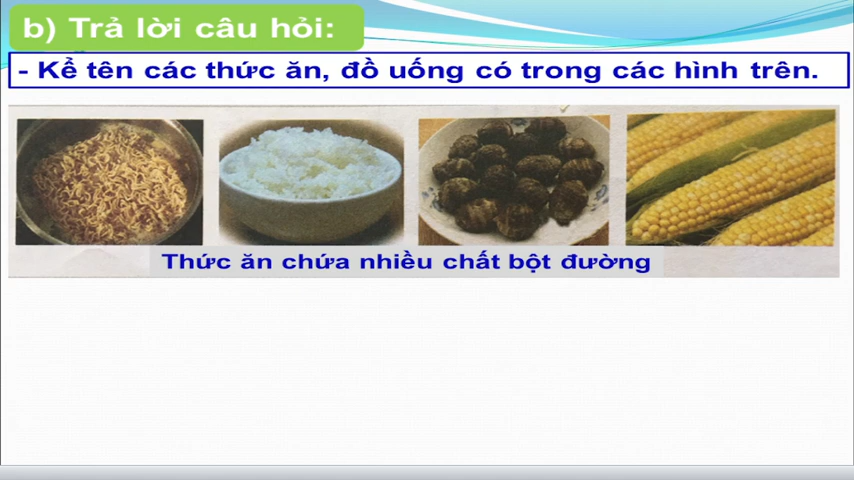 b) Trả lời câu hỏi:
- Kể tên các thức ăn, đồ uống có trong các hình trên.
Thức ăn chứa nhiều chất bột đường